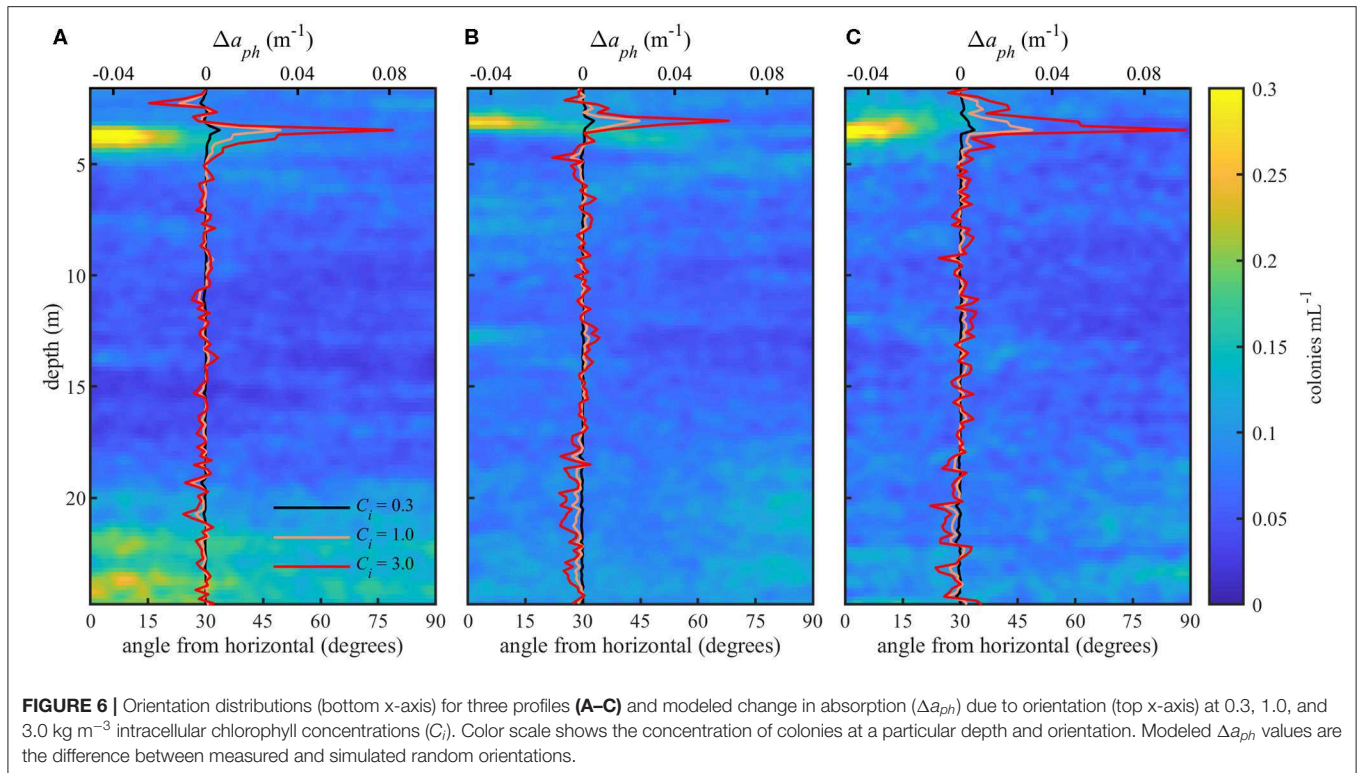 A
Δa_ph (m⁻¹)
-0.04 0 0.04 0.08
B
Δa_ph (m⁻¹)
-0.04 0 0.04 0.08
C
Δa_ph (m⁻¹)
-0.04 0 0.04 0.08
depth (m)
5
10
15
20
C_i = 0.3
C_i = 1.0
C_i = 3.0
0 15 30 45 60 75 90
angle from horizontal (degrees)
0 15 30 45 60 75 90
angle from horizontal (degrees)
0 15 30 45 60 75 90
angle from horizontal (degrees)
0.3
0.25
0.2
0.15
0.1
0.05
0
colonies mL⁻¹
FIGURE 6 | Orientation distributions (bottom x-axis) for three profiles (A–C) and modeled change in absorption (Δa_ph) due to orientation (top x-axis) at 0.3, 1.0, and
3.0 kg m⁻³ intracellular chlorophyll concentrations (C_i). Color scale shows the concentration of colonies at a particular depth and orientation. Modeled Δa_ph values are
the difference between measured and simulated random orientations.